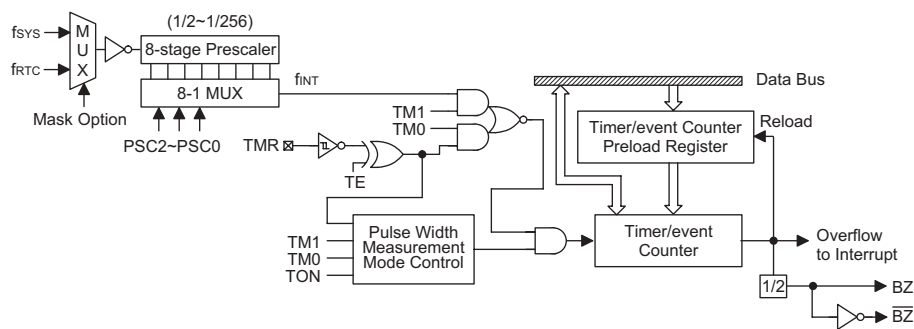 fSYS
fRTC
M
U
X
Mask Option
(1/2~1/256)
8-stage Prescaler
8-1 MUX
PSC2~PSC0
fINT
TM1
TM0
TMR
TE
TM1
TM0
TON
Pulse Width
Measurement
Mode Control
Data Bus
Timer/event Counter
Preload Register
Reload
Timer/event
Counter
Overflow
to Interrupt
1/2
BZ
B̅Z̅